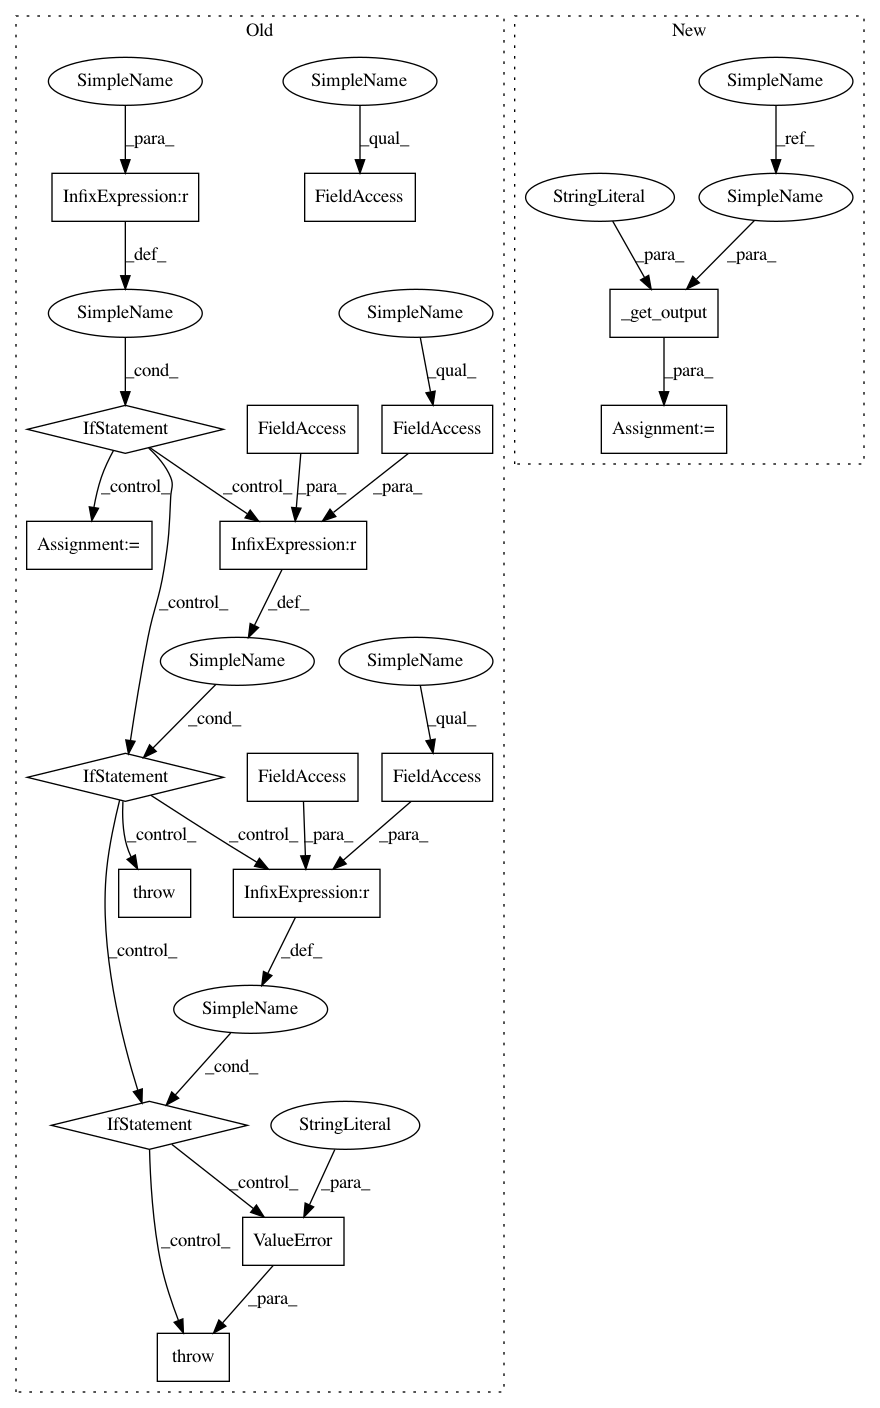 Old
New
SimpleName
SimpleName
SimpleName
_para_
_qual_
_ref_
InfixExpression:r
FieldAccess
StringLiteral
SimpleName
_def_
_para_
_para_
SimpleName
SimpleName
_get_output
_cond_
_qual_
_para_
IfStatement
FieldAccess
FieldAccess
Assignment:=
_control_
_control_
_para_
_para_
Assignment:=
InfixExpression:r
_control_
_def_
SimpleName
SimpleName
_cond_
_qual_
IfStatement
FieldAccess
FieldAccess
_control_
_control_
_para_
_para_
throw
InfixExpression:r
_control_
_def_
SimpleName
_cond_
IfStatement
StringLiteral
_control_
_para_
_control_
ValueError
_para_
throw